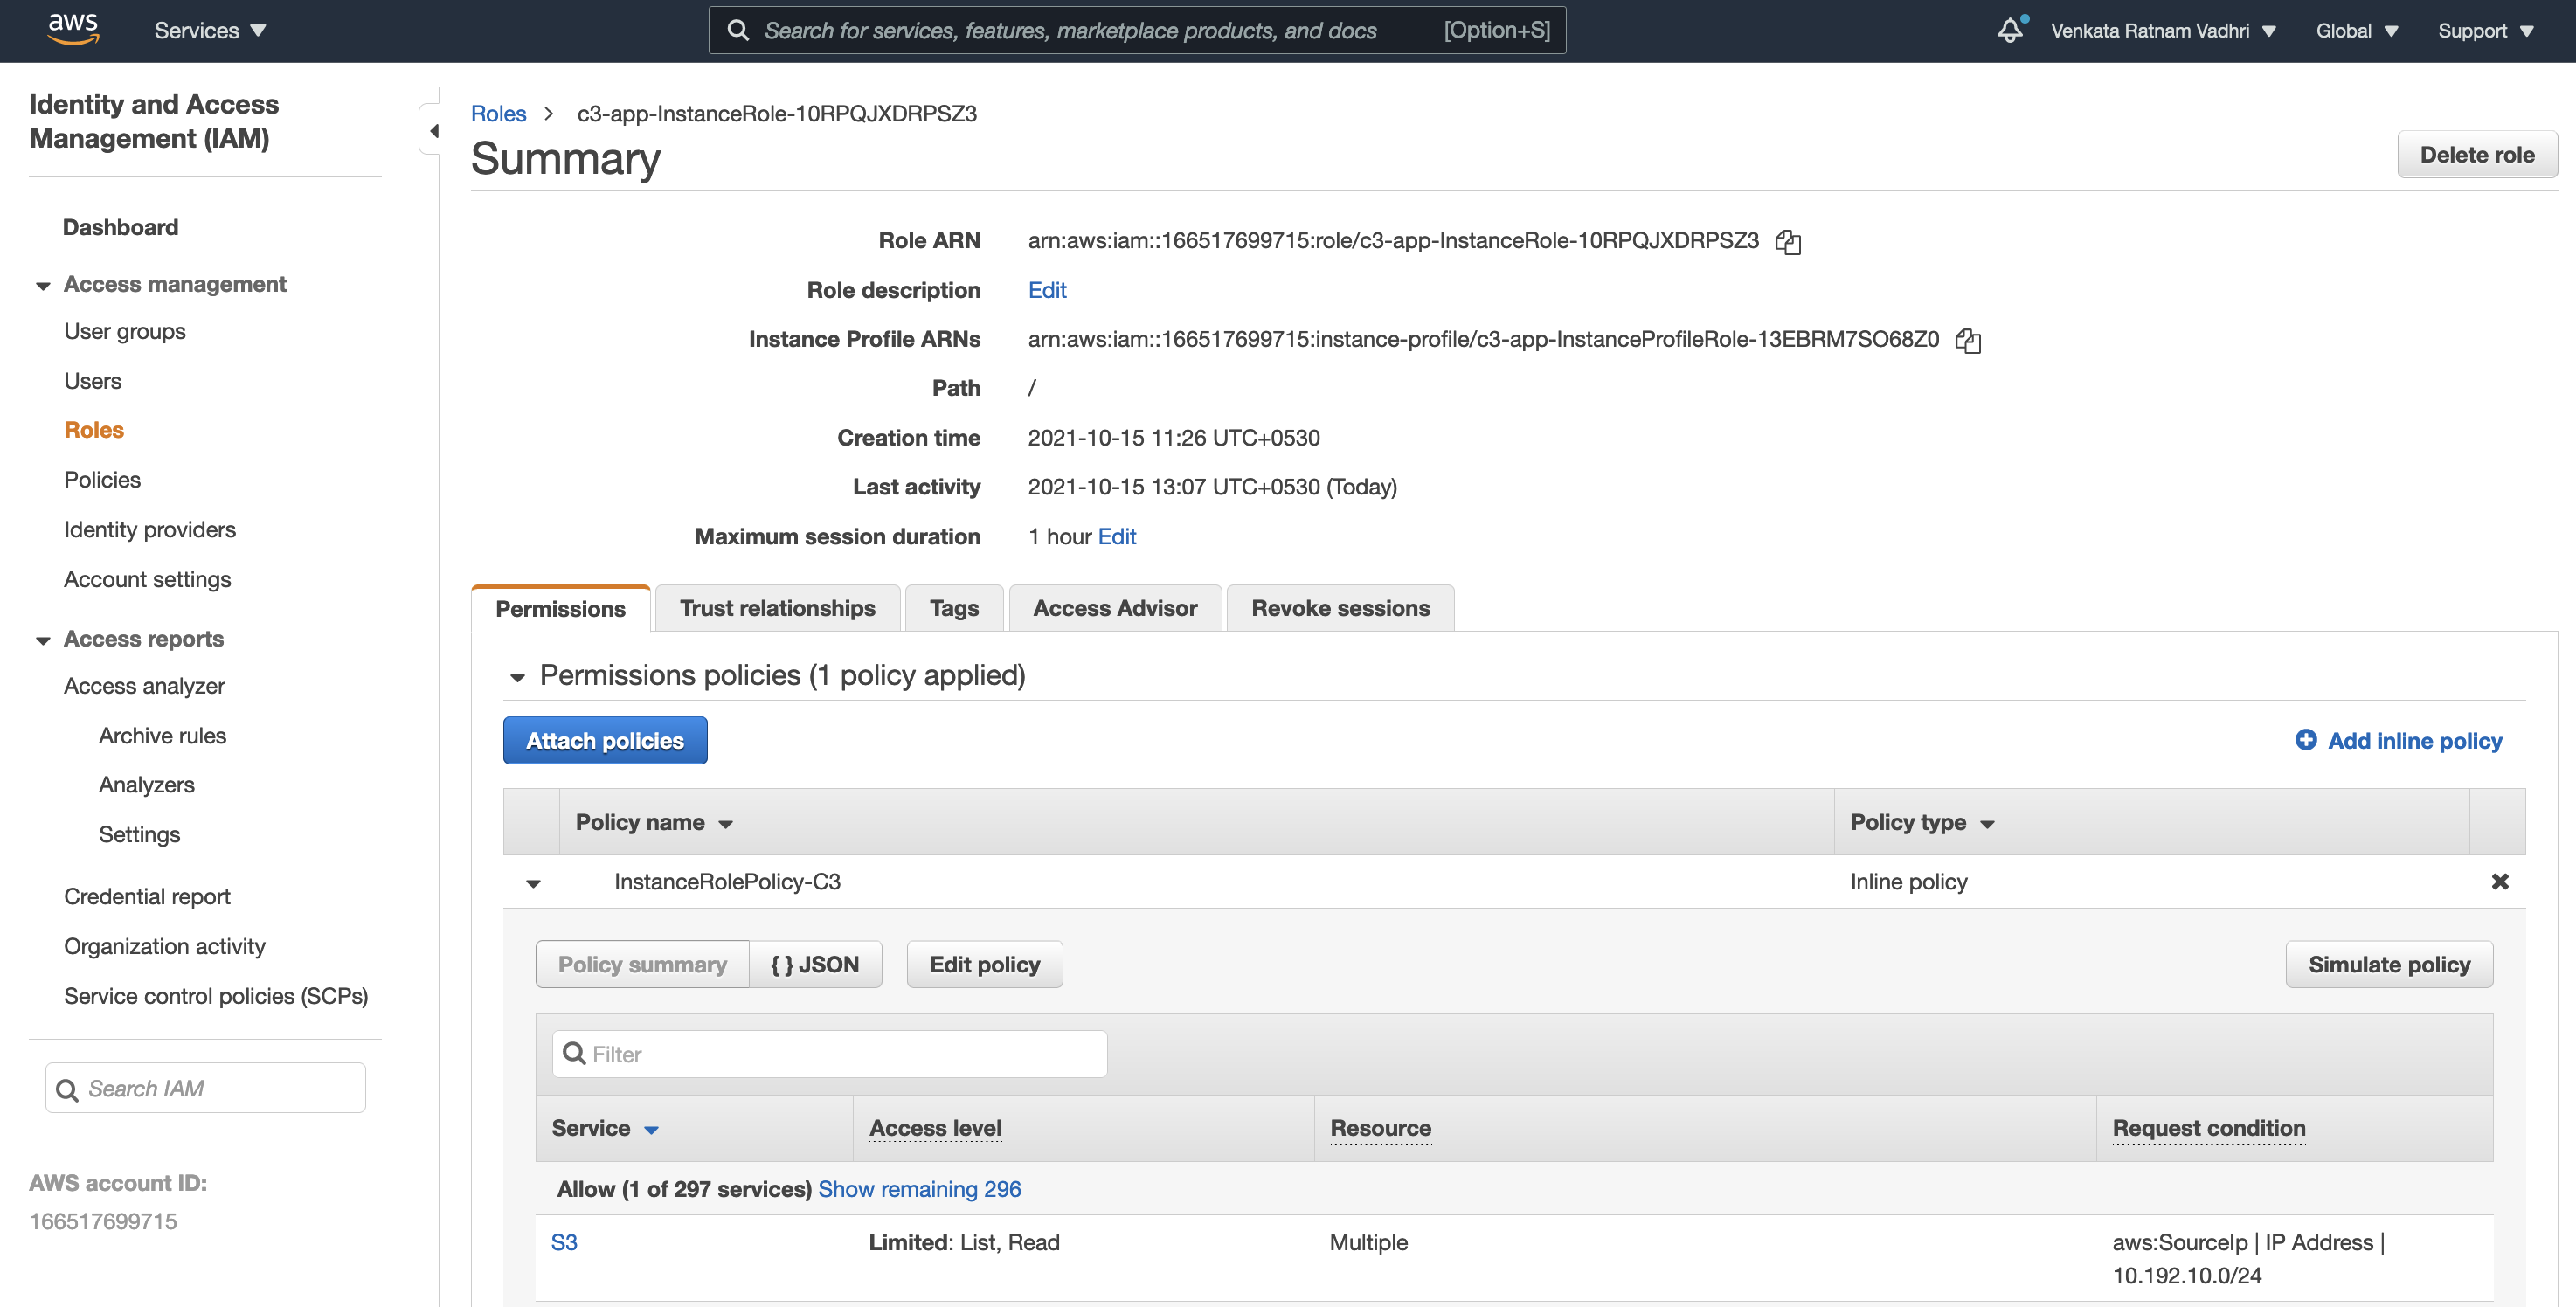 aws
Services
Search for services, features, marketplace products, and docs
[Option+S]
Venkata Ratnam Vadhri
Global
Support
Identity and Access
Management (IAM)
Dashboard
Access management
User groups
Users
Roles
Policies
Identity providers
Account settings
Access reports
Access analyzer
Archive rules
Analyzers
Settings
Credential report
Organization activity
Service control policies (SCPs)
Search IAM
AWS account ID:
166517699715
Roles > c3-app-InstanceRole-10RPQJXDRPSZ3
Summary
Delete role
Role ARN arn:aws:iam::166517699715:role/c3-app-InstanceRole-10RPQJXDRPSZ3
Role description Edit
Instance Profile ARNs arn:aws:iam::166517699715:instance-profile/c3-app-InstanceProfileRole-13EBRM7SO68Z0
Path /
Creation time 2021-10-15 11:26 UTC+0530
Last activity 2021-10-15 13:07 UTC+0530 (Today)
Maximum session duration 1 hour Edit
Permissions Trust relationships Tags Access Advisor Revoke sessions
Permissions policies (1 policy applied)
Attach policies
Add inline policy
Policy name Policy type
InstanceRolePolicy-C3 Inline policy
Policy summary { } JSON Edit policy Simulate policy
Filter
Service Access level Resource Request condition
Allow (1 of 297 services) Show remaining 296
S3 Limited: List, Read Multiple aws:SourceIp | IP Address |
10.192.10.0/24